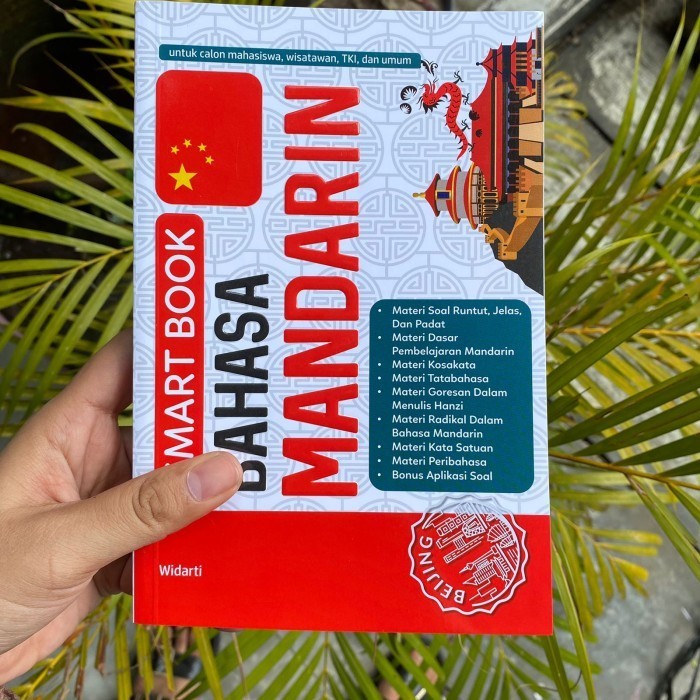 untuk calon mahasiswa, wisatawan, TKI, dan umum
SMART BOOK
BAHASA
MANDARIN
• Materi Soal Runtut, Jelas,
Dan Padat
• Materi Dasar
Pembelajaran Mandarin
• Materi Kosakata
• Materi Tatabahasa
• Materi Goresan Dalam
Menulis Hanzi
• Materi Radikal Dalam
Bahasa Mandarin
• Materi Kata Satuan
• Materi Peribahasa
• Bonus Aplikasi Soal
Widarti
BEIJING